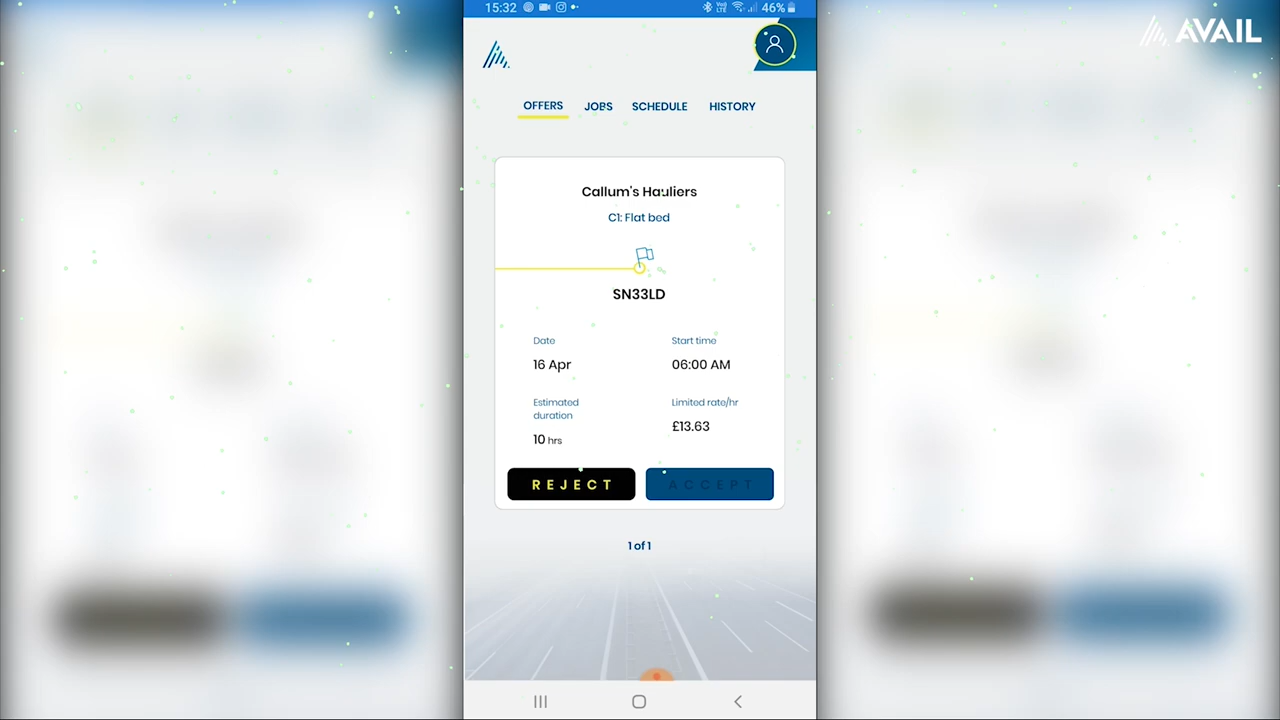 15:32
46%
AVAIL
OFFERS JOBS SCHEDULE HISTORY
Callum's Hauliers
C1: Flat bed
SN33LD
Date Start time
16 Apr 06:00 AM
Estimated duration Limited rate/hr
10 hrs £13.63
REJECT ACCEPT
1 of 1